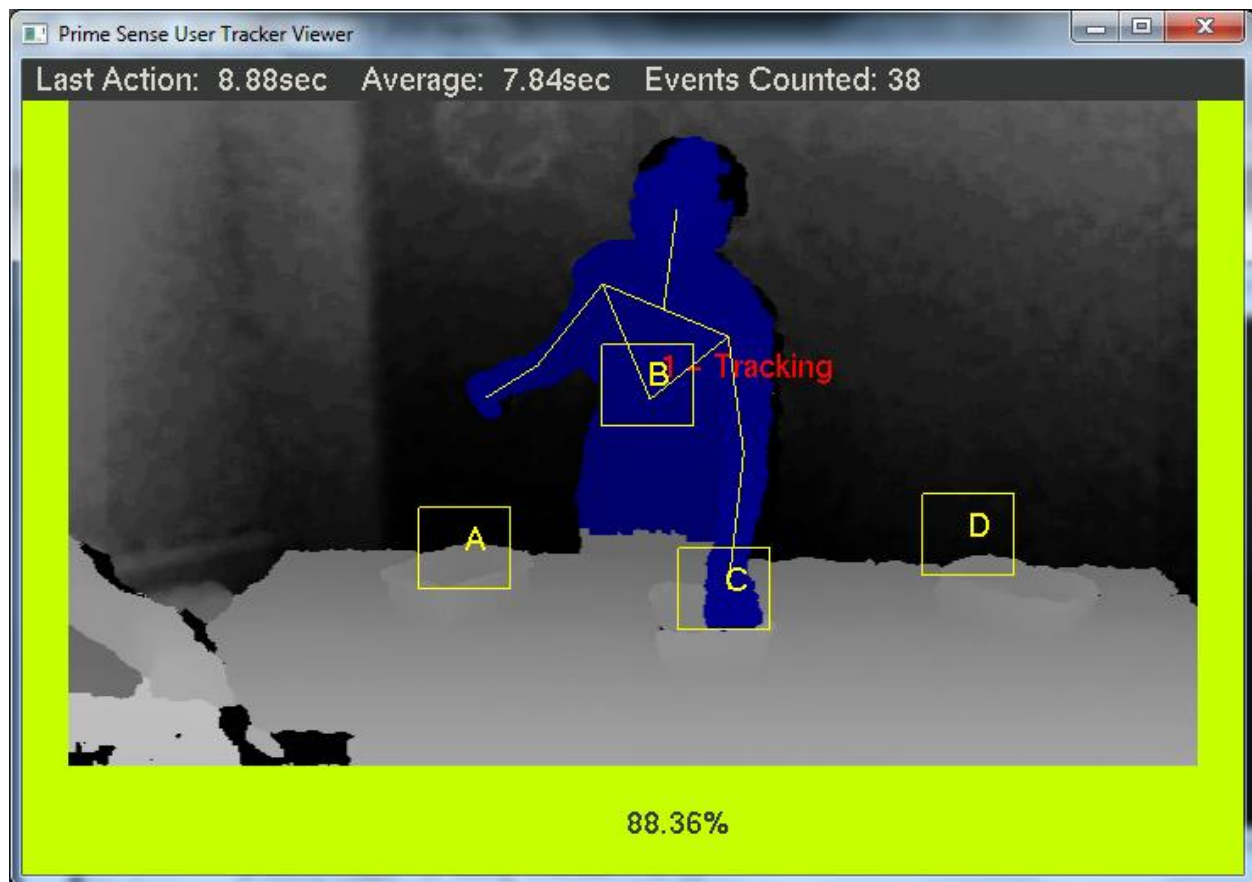 Prime Sense User Tracker Viewer
Last Action: 8.88sec Average: 7.84sec Events Counted: 38
B
1 - Tracking
A
D
C
88.36%